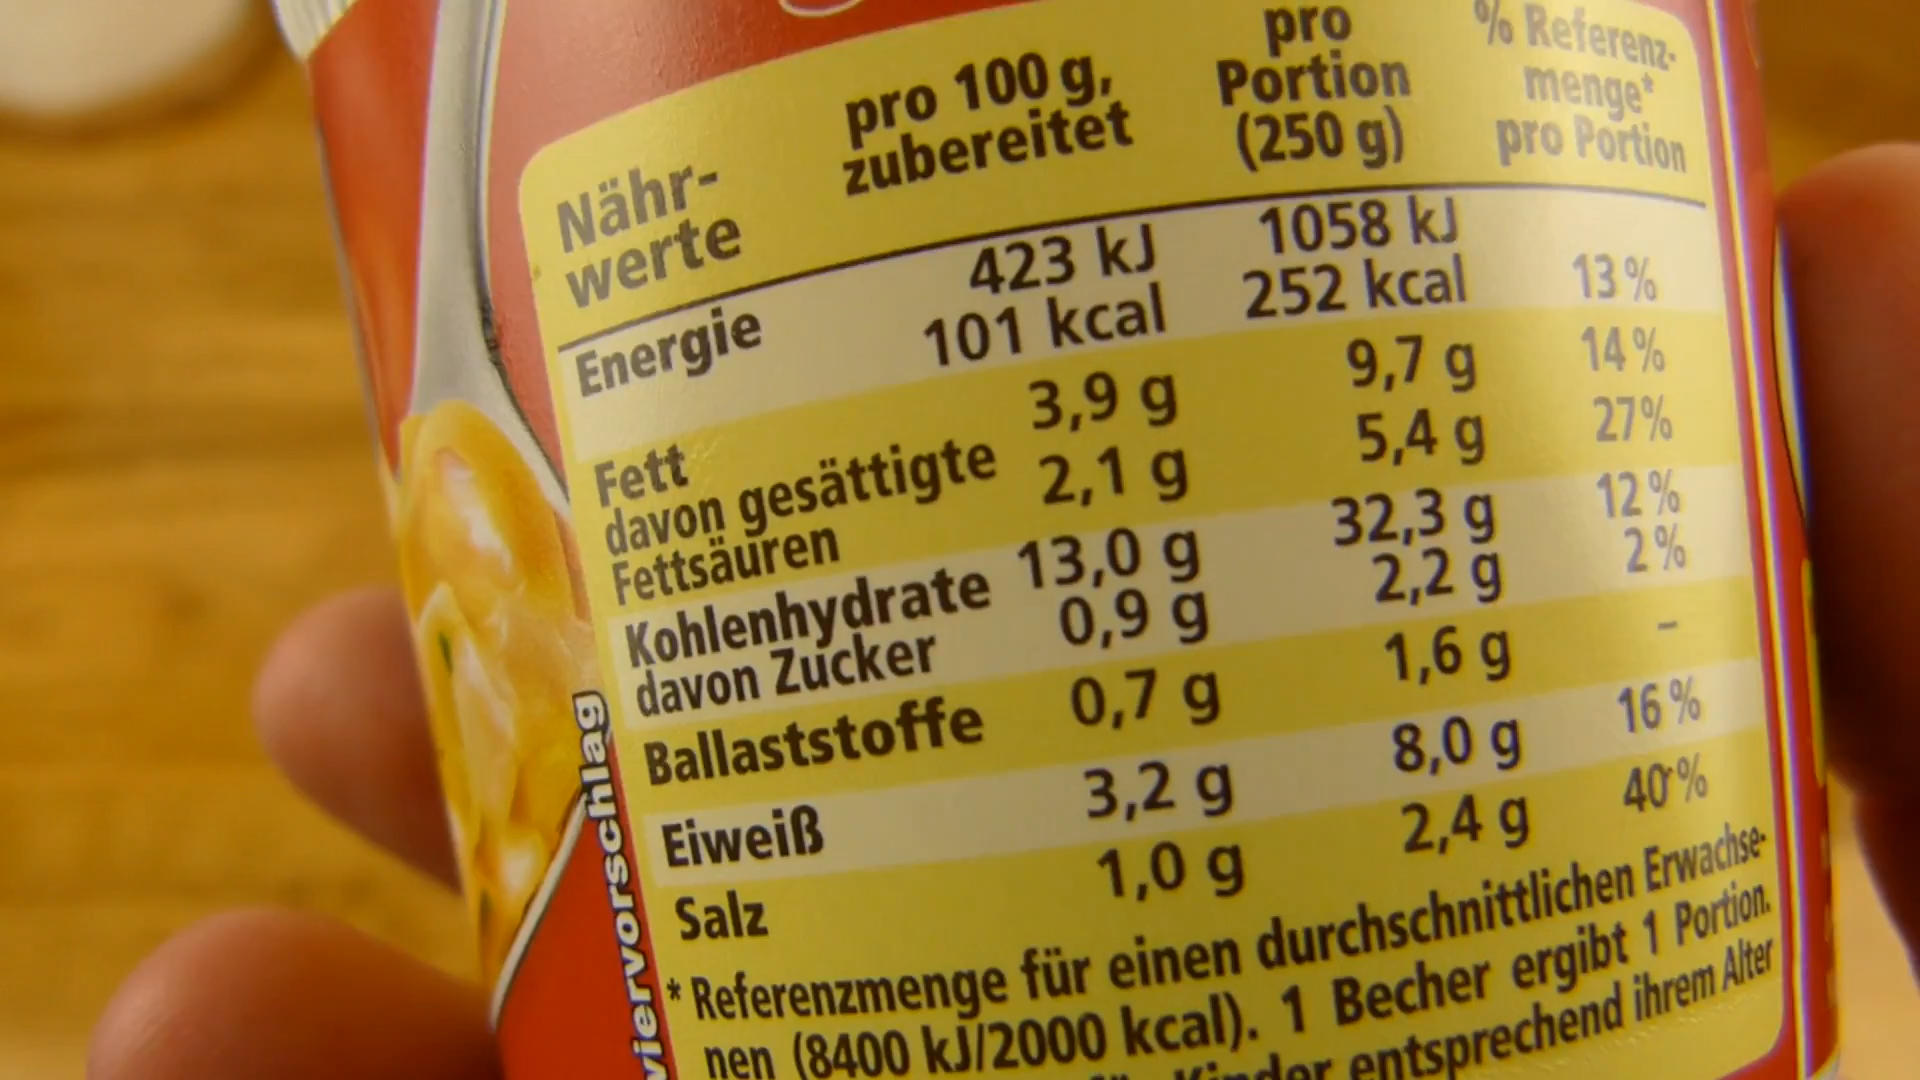 Nähr-
werte
pro 100 g,
zubereitet
pro
Portion
(250 g)
% Referenz-
menge*
pro Portion
Energie 423 kJ 1058 kJ
101 kcal 252 kcal 13 %
Fett 3,9 g 9,7 g 14 %
davon gesättigte
Fettsäuren 2,1 g 5,4 g 27%
Kohlenhydrate 13,0 g 32,3 g 12 %
davon Zucker 0,9 g 2,2 g 2 %
Ballaststoffe 0,7 g 1,6 g –
Eiweiß 3,2 g 8,0 g 16 %
Salz 1,0 g 2,4 g 40 %
* Referenzmenge für einen durchschnittlichen Erwachse-
nen (8400 kJ/2000 kcal). 1 Becher ergibt 1 Portion.
Kinder entsprechend ihrem Alter
viervorschlag